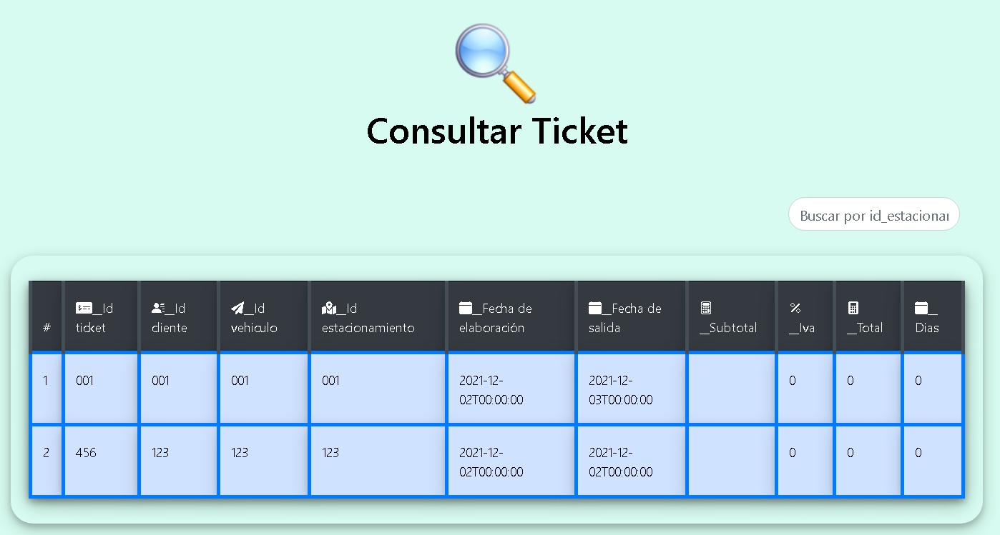 Consultar Ticket
Buscar por id_estacionar
# __Id ticket __Id cliente __Id vehiculo __Id estacionamiento __Fecha de elaboración __Fecha de salida __Subtotal __Iva __Total __Dias
1 001 001 001 001 2021-12-02T00:00:00 2021-12-03T00:00:00 0 0 0
2 456 123 123 123 2021-12-02T00:00:00 2021-12-02T00:00:00 0 0 0